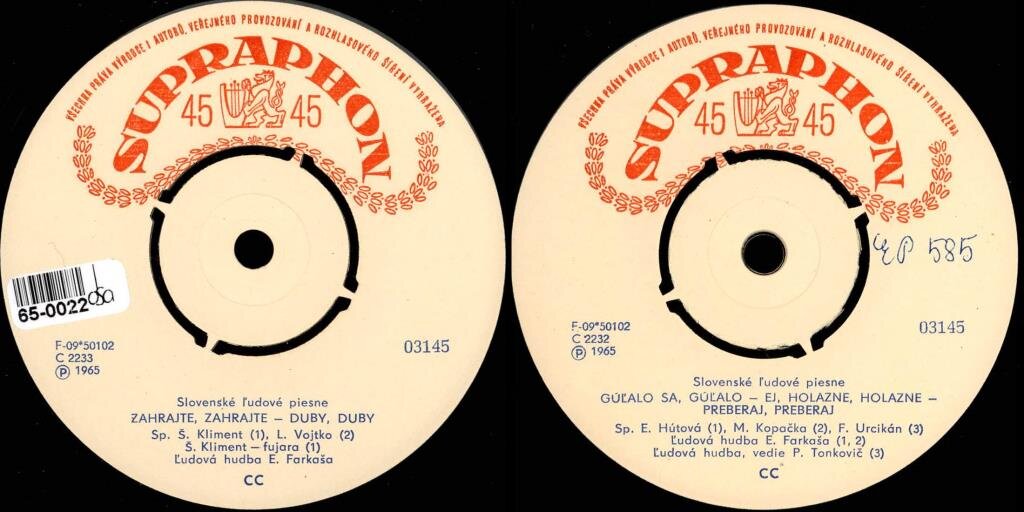 VŠECHNA PRÁVA VÝROBCE I AUTORŮ, VEŘEJNÉHO PROVOZOVÁNÍ A ROZHLASOVÉHO ŠÍŘENÍ VYHRAZENA
SUPRAPHON
45 45
65-0022
F-09*50102
C 2233
Ⓟ 1965
03145
Slovenské ľudové piesne
ZAHRAJTE, ZAHRAJTE – DUBY, DUBY
Sp. Š. Kliment (1), L. Vojtko (2)
Š. Kliment – fujara (1)
Ľudová hudba E. Farkaša
CC
VŠECHNA PRÁVA VÝROBCE I AUTORŮ, VEŘEJNÉHO PROVOZOVÁNÍ A ROZHLASOVÉHO ŠÍŘENÍ VYHRAZENA
SUPRAPHON
45 45
EP 585
F-09*50102
C 2232
Ⓟ 1965
03145
Slovenské ľudové piesne
GÚĽALO SA, GÚĽALO – EJ, HOLAZNE, HOLAZNE –
PREBERAJ, PREBERAJ
Sp. E. Hútová (1), M. Kopačka (2), F. Urcikán (3)
Ľudová hudba E. Farkaša (1, 2)
Ľudová hudba, vedie P. Tonkovič (3)
CC